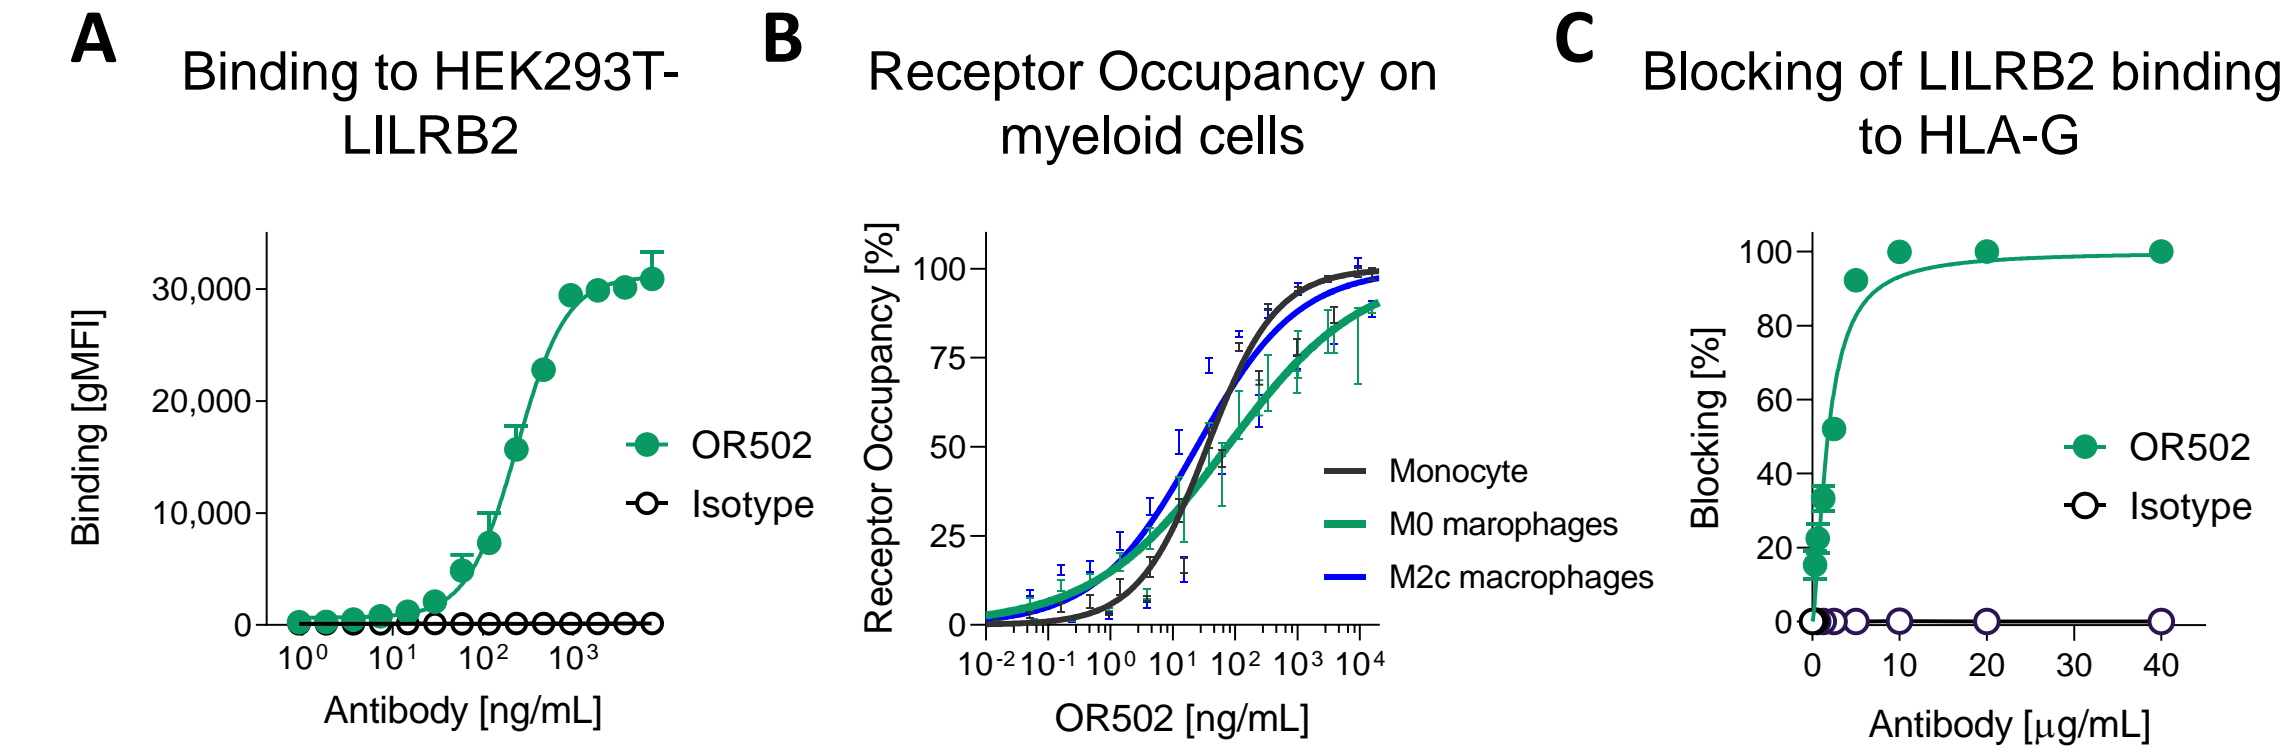 A
Binding to HEK293T-
LILRB2
Binding [gMFI]
30,000
20,000
10,000
0
10⁰ 10¹ 10² 10³
Antibody [ng/mL]
OR502
Isotype
B
Receptor Occupancy on
myeloid cells
Receptor Occupancy [%]
100
75
50
25
0
10⁻² 10⁻¹ 10⁰ 10¹ 10² 10³ 10⁴
OR502 [ng/mL]
Monocyte
M0 marophages
M2c macrophages
C
Blocking of LILRB2 binding
to HLA-G
Blocking [%]
100
80
60
40
20
0
0 10 20 30 40
Antibody [μg/mL]
OR502
Isotype